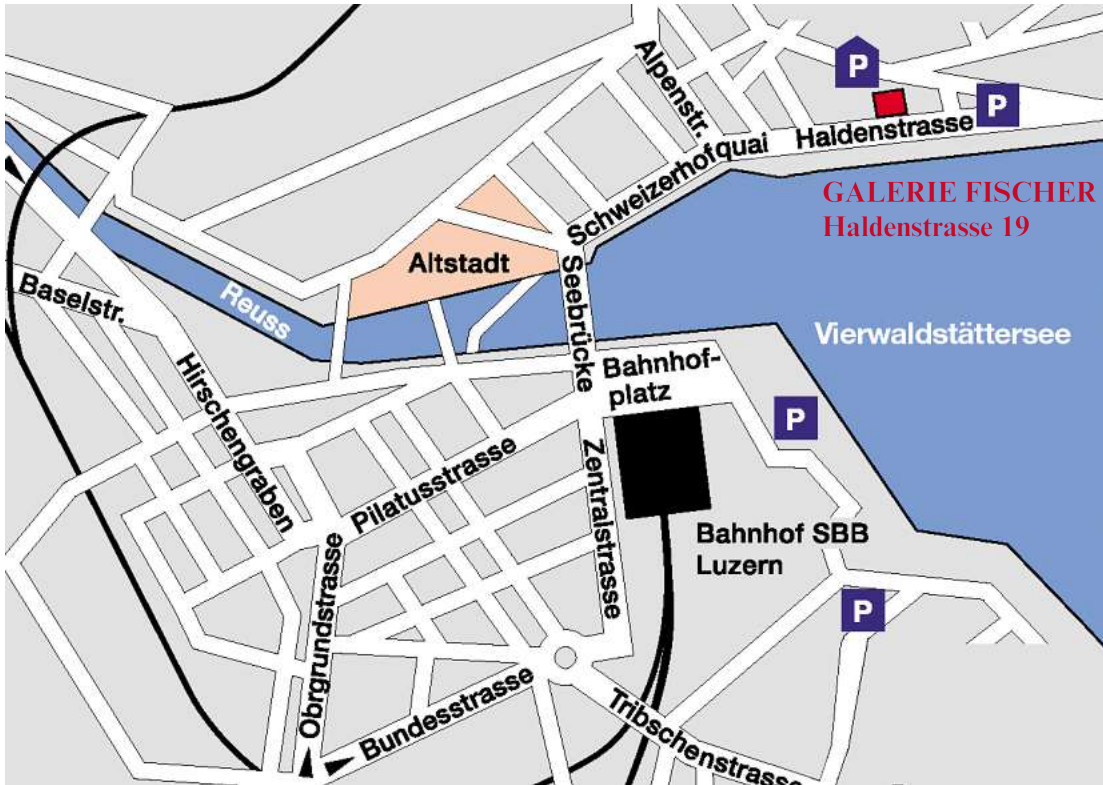 P
P
Alpenstr.
Haldenstrasse
Schweizerhofquai
GALERIE FISCHER
Haldenstrasse 19
Altstadt
Seebrücke
Baselstr.
Reuss
Vierwaldstättersee
Bahnhof-
platz
Hirschengraben
P
Pilatusstrasse
Zentralstrasse
Bahnhof SBB
Luzern
P
Obrgrundstrasse
Bundesstrasse
Tribschenstrasse